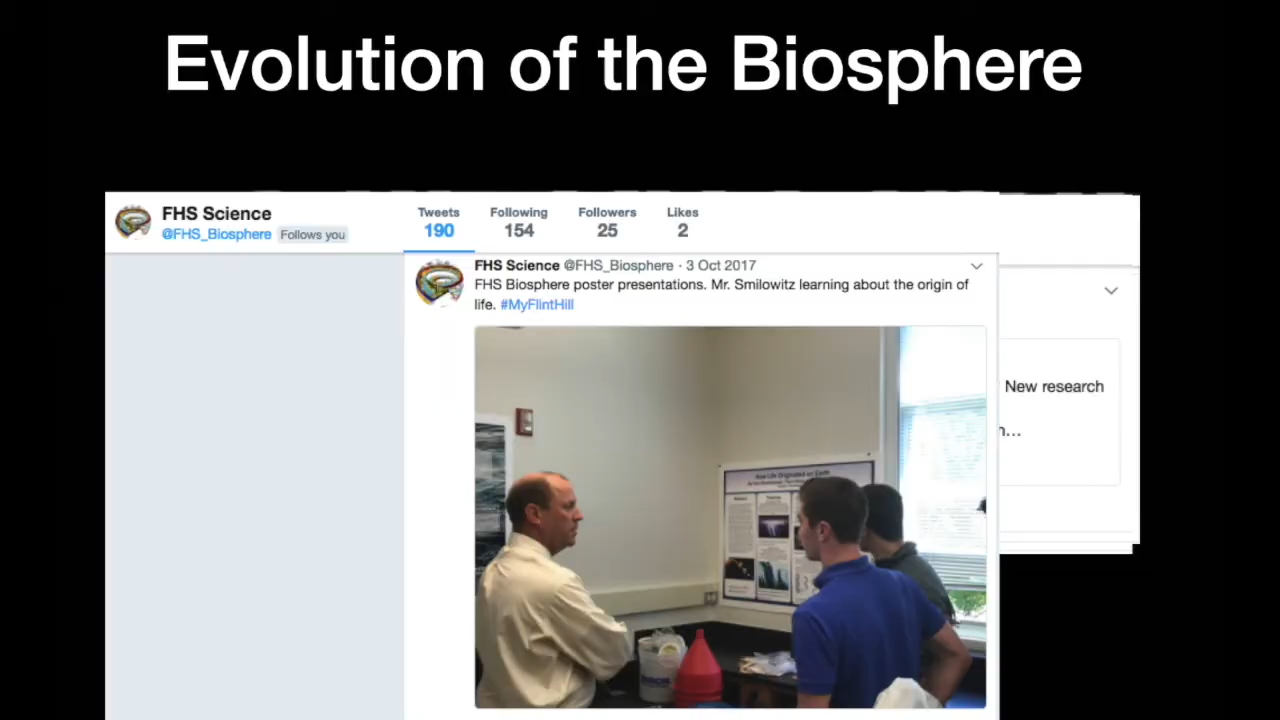 Evolution of the Biosphere
FHS Science
@FHS_Biosphere Follows you
Tweets Following Followers Likes
190 154 25 2
FHS Science @FHS_Biosphere · 3 Oct 2017
FHS Biosphere poster presentations. Mr. Smilowitz learning about the origin of
life. #MyFlintHill
New research
n...
How Life Originated on Earth